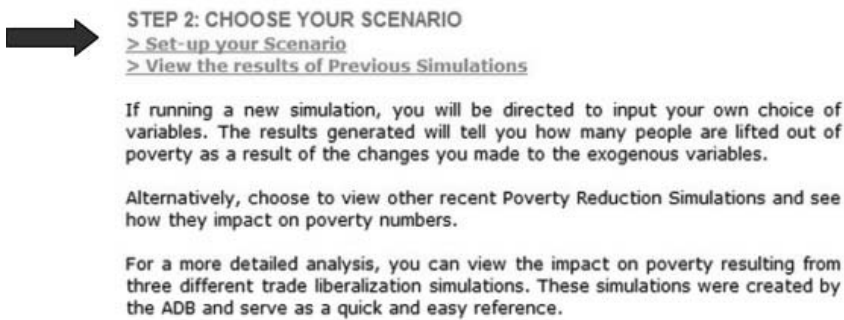 STEP 2: CHOOSE YOUR SCENARIO
> Set-up your Scenario
> View the results of Previous Simulations
If running a new simulation, you will be directed to input your own choice of
variables. The results generated will tell you how many people are lifted out of
poverty as a result of the changes you made to the exogenous variables.
Alternatively, choose to view other recent Poverty Reduction Simulations and see
how they impact on poverty numbers.
For a more detailed analysis, you can view the impact on poverty resulting from
three different trade liberalization simulations. These simulations were created by
the ADB and serve as a quick and easy reference.